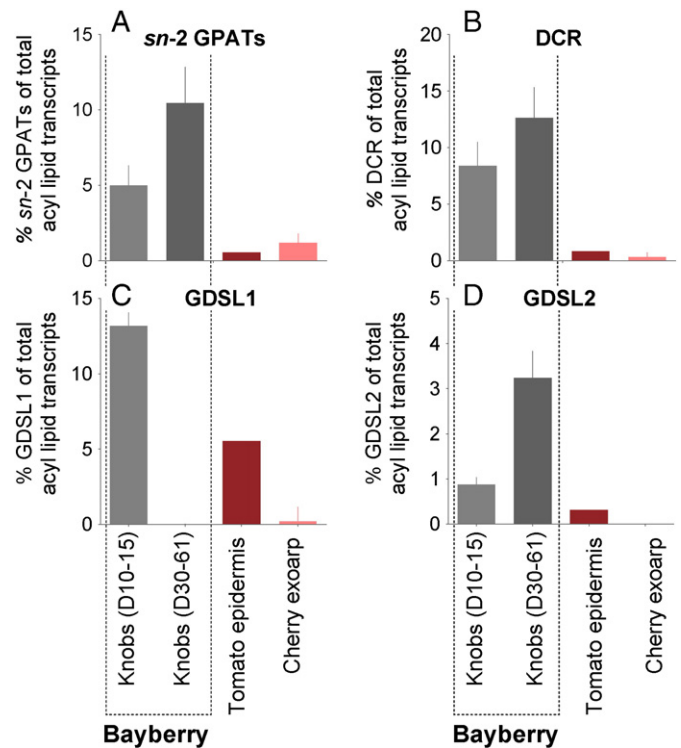 A
sn-2 GPATs
% sn-2 GPATs of total
acyl lipid transcripts
15
10
5
0
B
DCR
% DCR of total
acyl lipid transcripts
20
15
10
5
0
C
GDSL1
% GDSL1 of total
acyl lipid transcripts
15
10
5
0
D
GDSL2
% GDSL2 of total
acyl lipid transcripts
5
4
3
2
1
0
Knobs (D10-15)
Knobs (D30-61)
Tomato epidermis
Cherry exoarp
Bayberry
Knobs (D10-15)
Knobs (D30-61)
Tomato epidermis
Cherry exoarp
Bayberry